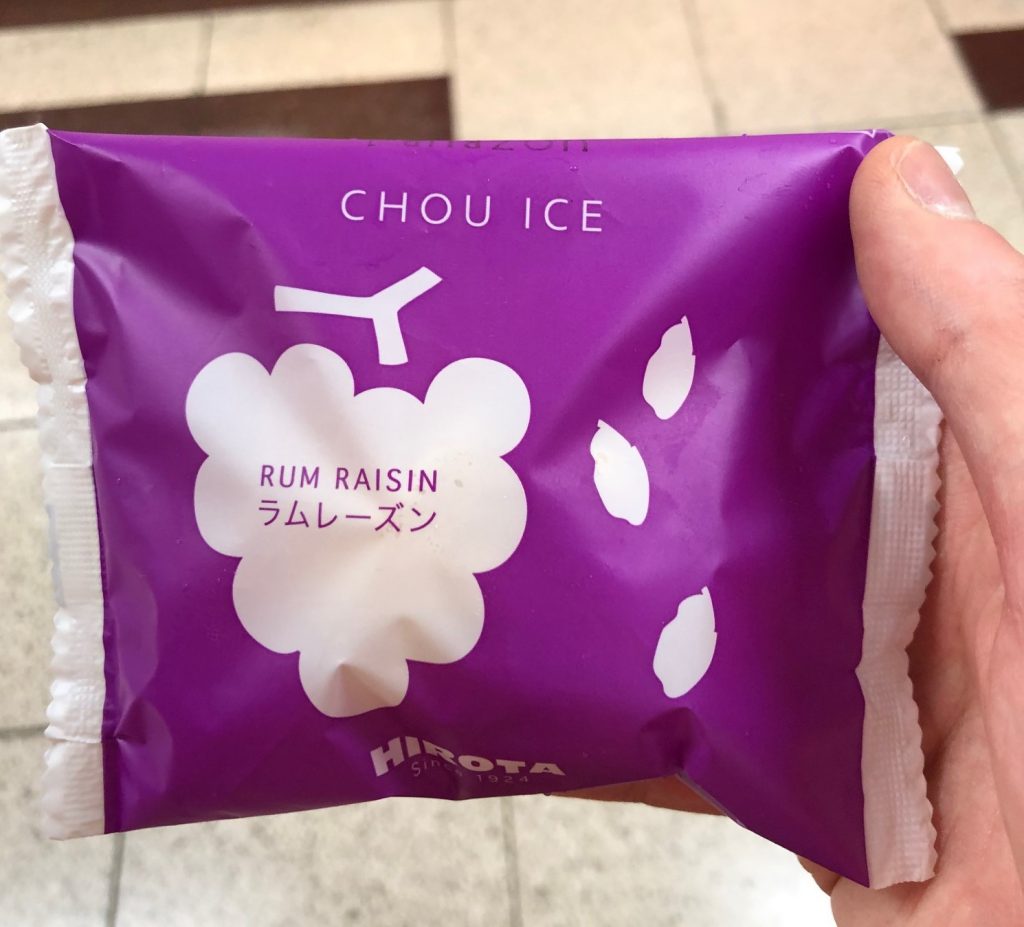 CHOU ICE
RUM RAISIN
ラムレーズン
HIROTA
Since 1924